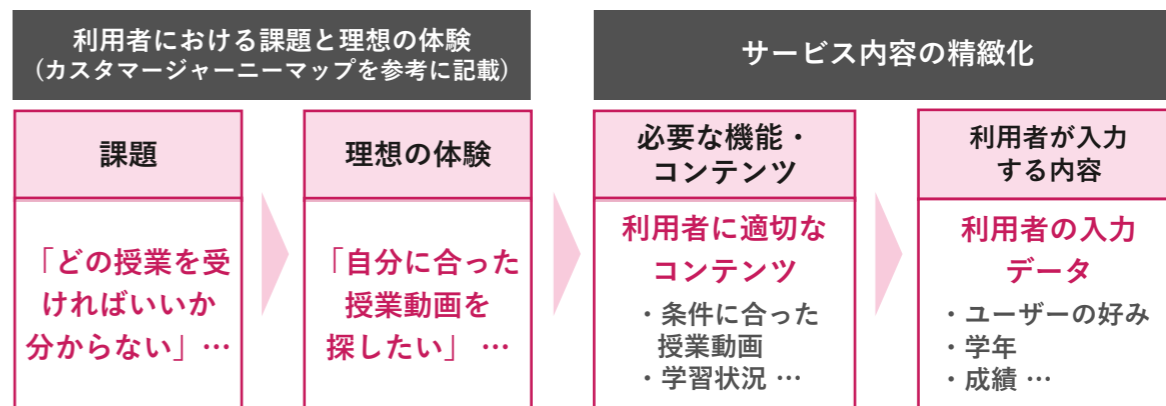 利用者における課題と理想の体験
(カスタマージャーニーマップを参考に記載)
サービス内容の精緻化
課題
「どの授業を受
ければいいか
分からない」…
理想の体験
「自分に合った
授業動画を
探したい」…
必要な機能・
コンテンツ
利用者に適切な
コンテンツ
・条件に合った
授業動画
・学習状況…
利用者が入力
する内容
利用者の入力
データ
・ユーザーの好み
・学年
・成績…